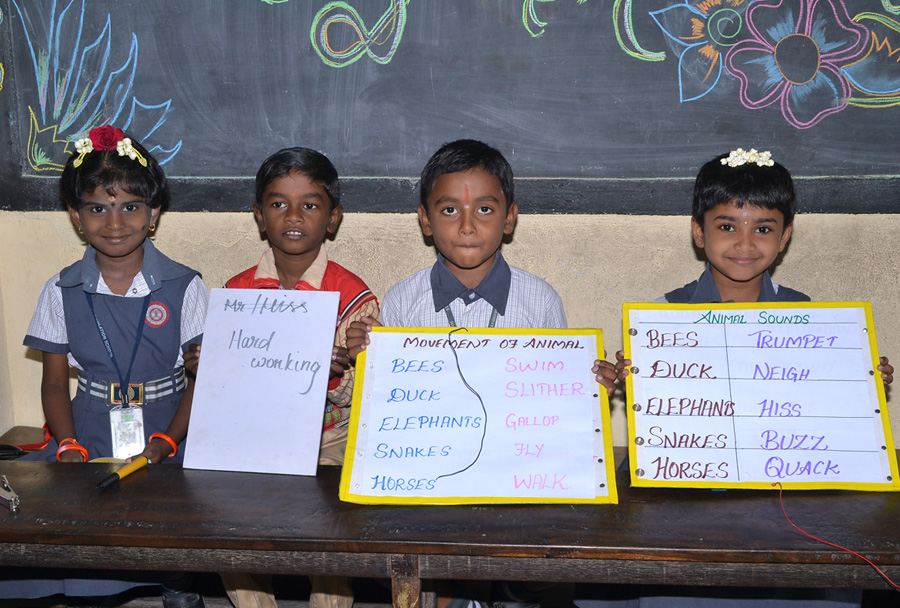 Mr/Miss
Hard
working
MOVEMENT OF ANIMAL
BEES SWIM
DUCK SLITHER
ELEPHANTS GALLOP
SNAKES FLY
HORSES WALK
ANIMAL SOUNDS
BEES TRUMPET
DUCK NEIGH
ELEPHANTS HISS
SNAKES BUZZ
HORSES QUACK